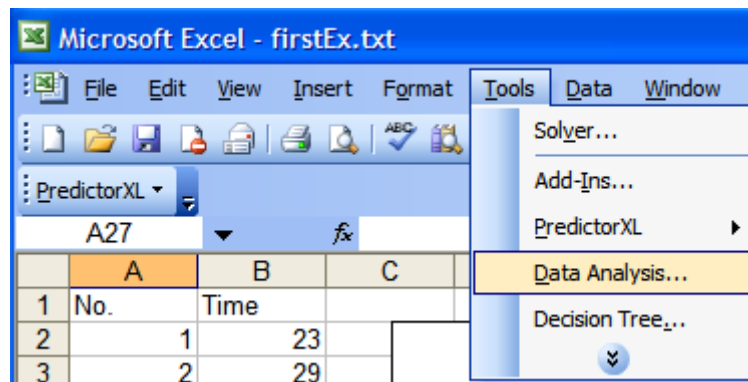 Microsoft Excel - firstEx.txt
File Edit View Insert Format Tools Data Window
ABC
Solver...
Add-Ins...
PredictorXL
PredictorXL
Data Analysis...
Decision Tree...
A27 fx
A B C
1 No. Time
2 1 23
3 2 29